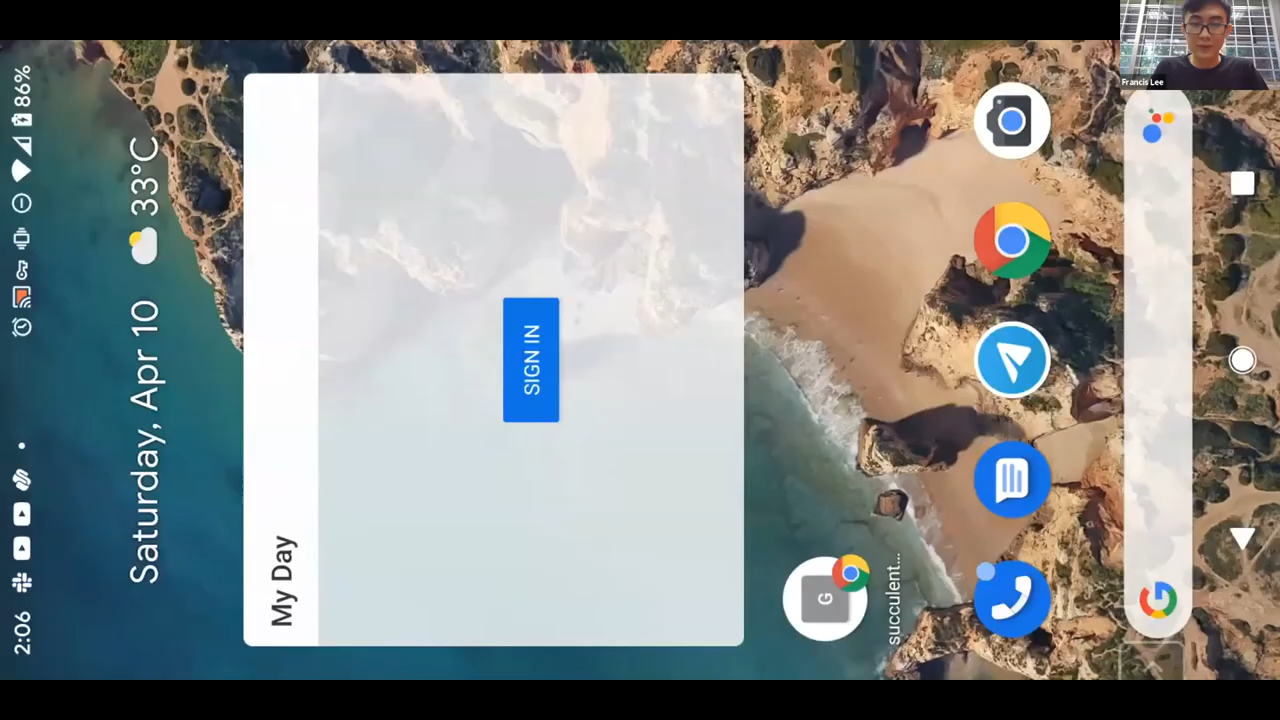 2:06
86%
Saturday, Apr 10
33°C
My Day
SIGN IN
G
succulent...
Francis Lee